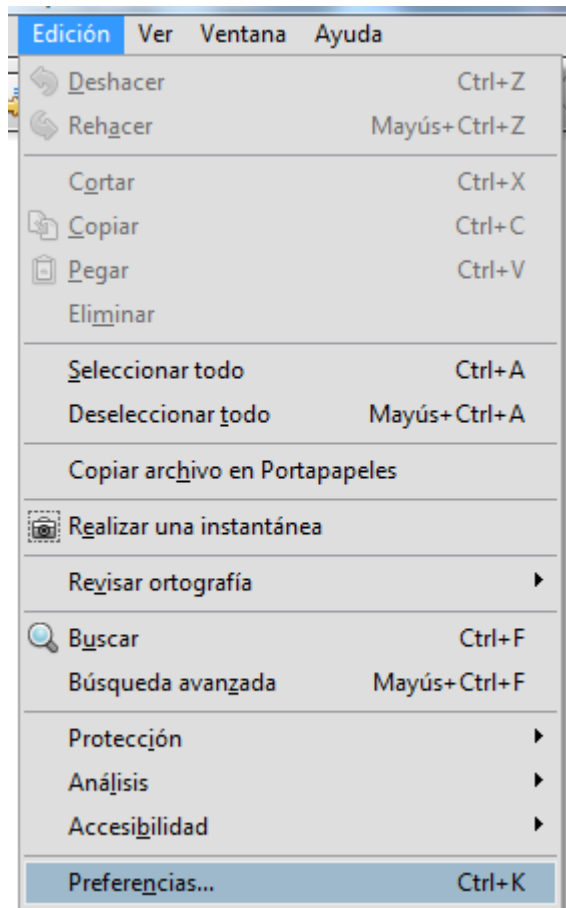 Edición Ver Ventana Ayuda
Deshacer Ctrl+Z
Rehacer Mayús+Ctrl+Z
Cortar Ctrl+X
Copiar Ctrl+C
Pegar Ctrl+V
Eliminar
Seleccionar todo Ctrl+A
Deseleccionar todo Mayús+Ctrl+A
Copiar archivo en Portapapeles
Realizar una instantánea
Revisar ortografía
Buscar Ctrl+F
Búsqueda avanzada Mayús+Ctrl+F
Protección
Análisis
Accesibilidad
Preferencias... Ctrl+K